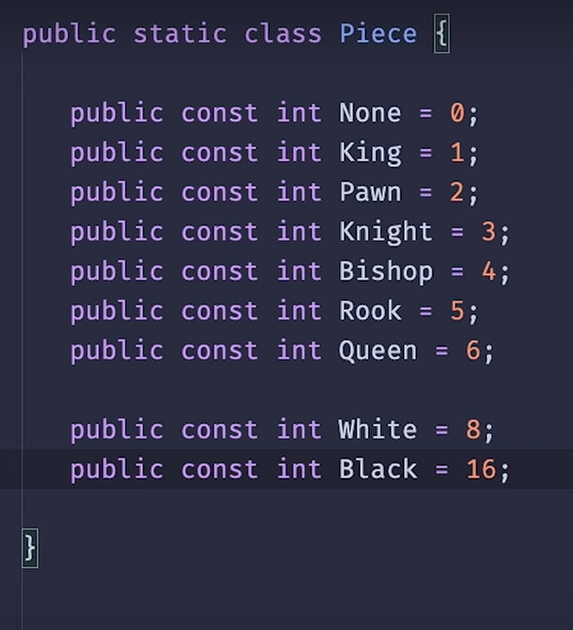 public static class Piece {
public const int None = 0;
public const int King = 1;
public const int Pawn = 2;
public const int Knight = 3;
public const int Bishop = 4;
public const int Rook = 5;
public const int Queen = 6;
public const int White = 8;
public const int Black = 16;
}